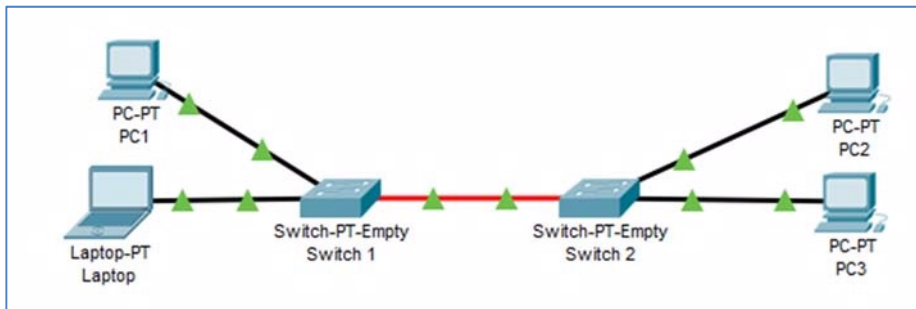 PC-PT
PC1
Laptop-PT
Laptop
Switch-PT-Empty
Switch 1
Switch-PT-Empty
Switch 2
PC-PT
PC2
PC-PT
PC3